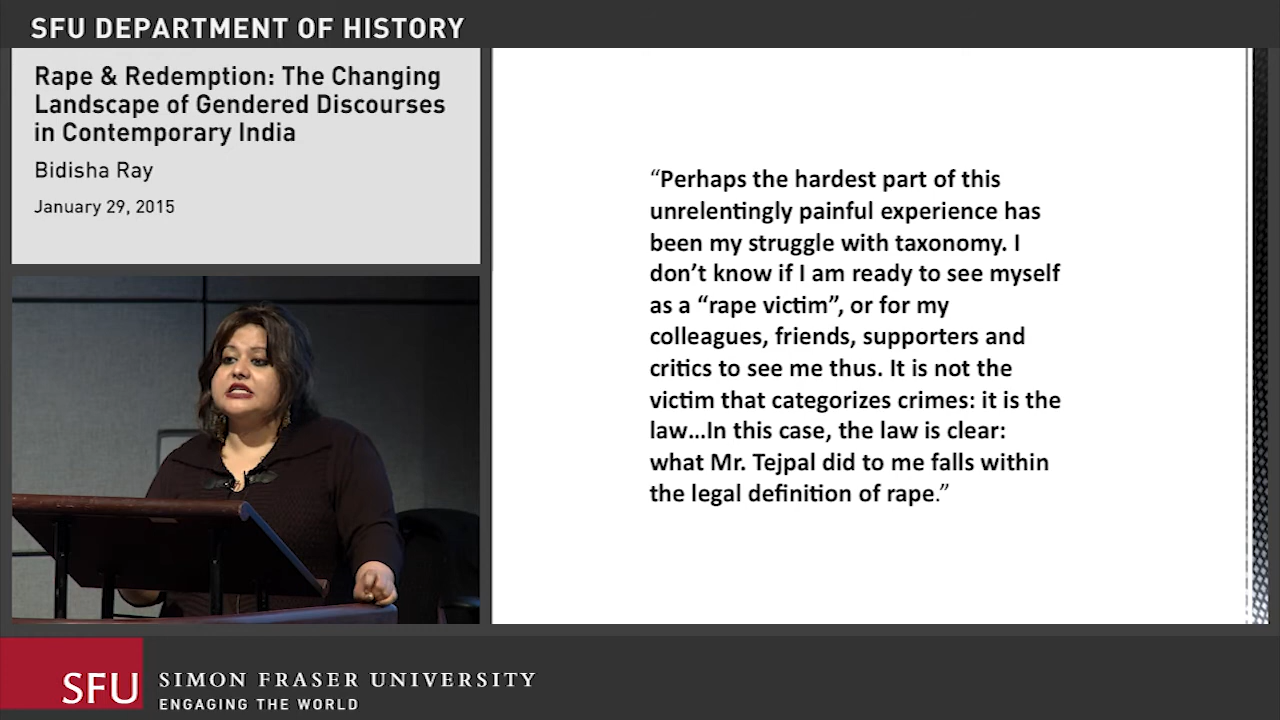 SFU DEPARTMENT OF HISTORY
Rape & Redemption: The Changing
Landscape of Gendered Discourses
in Contemporary India
Bidisha Ray
January 29, 2015
“Perhaps the hardest part of this
unrelentingly painful experience has
been my struggle with taxonomy. I
don’t know if I am ready to see myself
as a “rape victim”, or for my
colleagues, friends, supporters and
critics to see me thus. It is not the
victim that categorizes crimes: it is the
law…In this case, the law is clear:
what Mr. Tejpal did to me falls within
the legal definition of rape.”
SFU
SIMON FRASER UNIVERSITY
ENGAGING THE WORLD